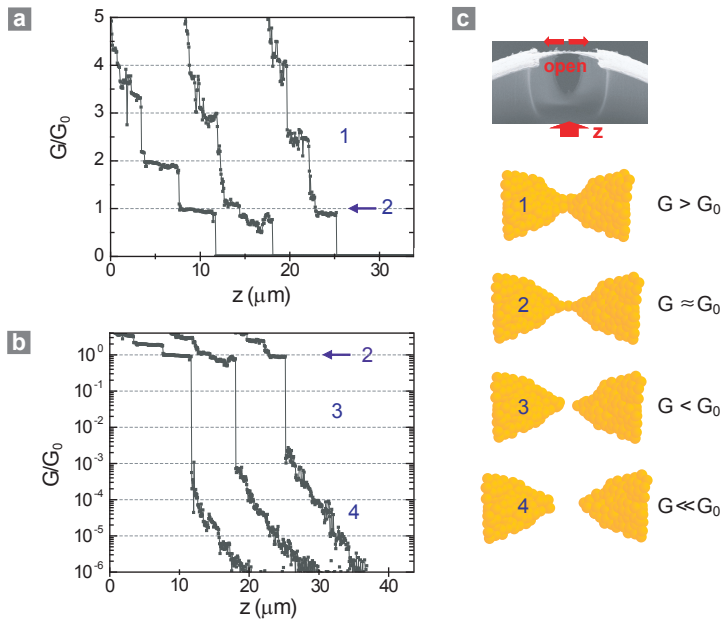 a
5
4
3
2
1
0
G/G0
1
2
0 10 20 30
z (μm)
b
10^0
10^-1
10^-2
10^-3
10^-4
10^-5
10^-6
G/G0
2
3
4
0 10 20 30 40
z (μm)
c
open
z
1 G > G0
2 G ≈ G0
3 G < G0
4 G ≪ G0